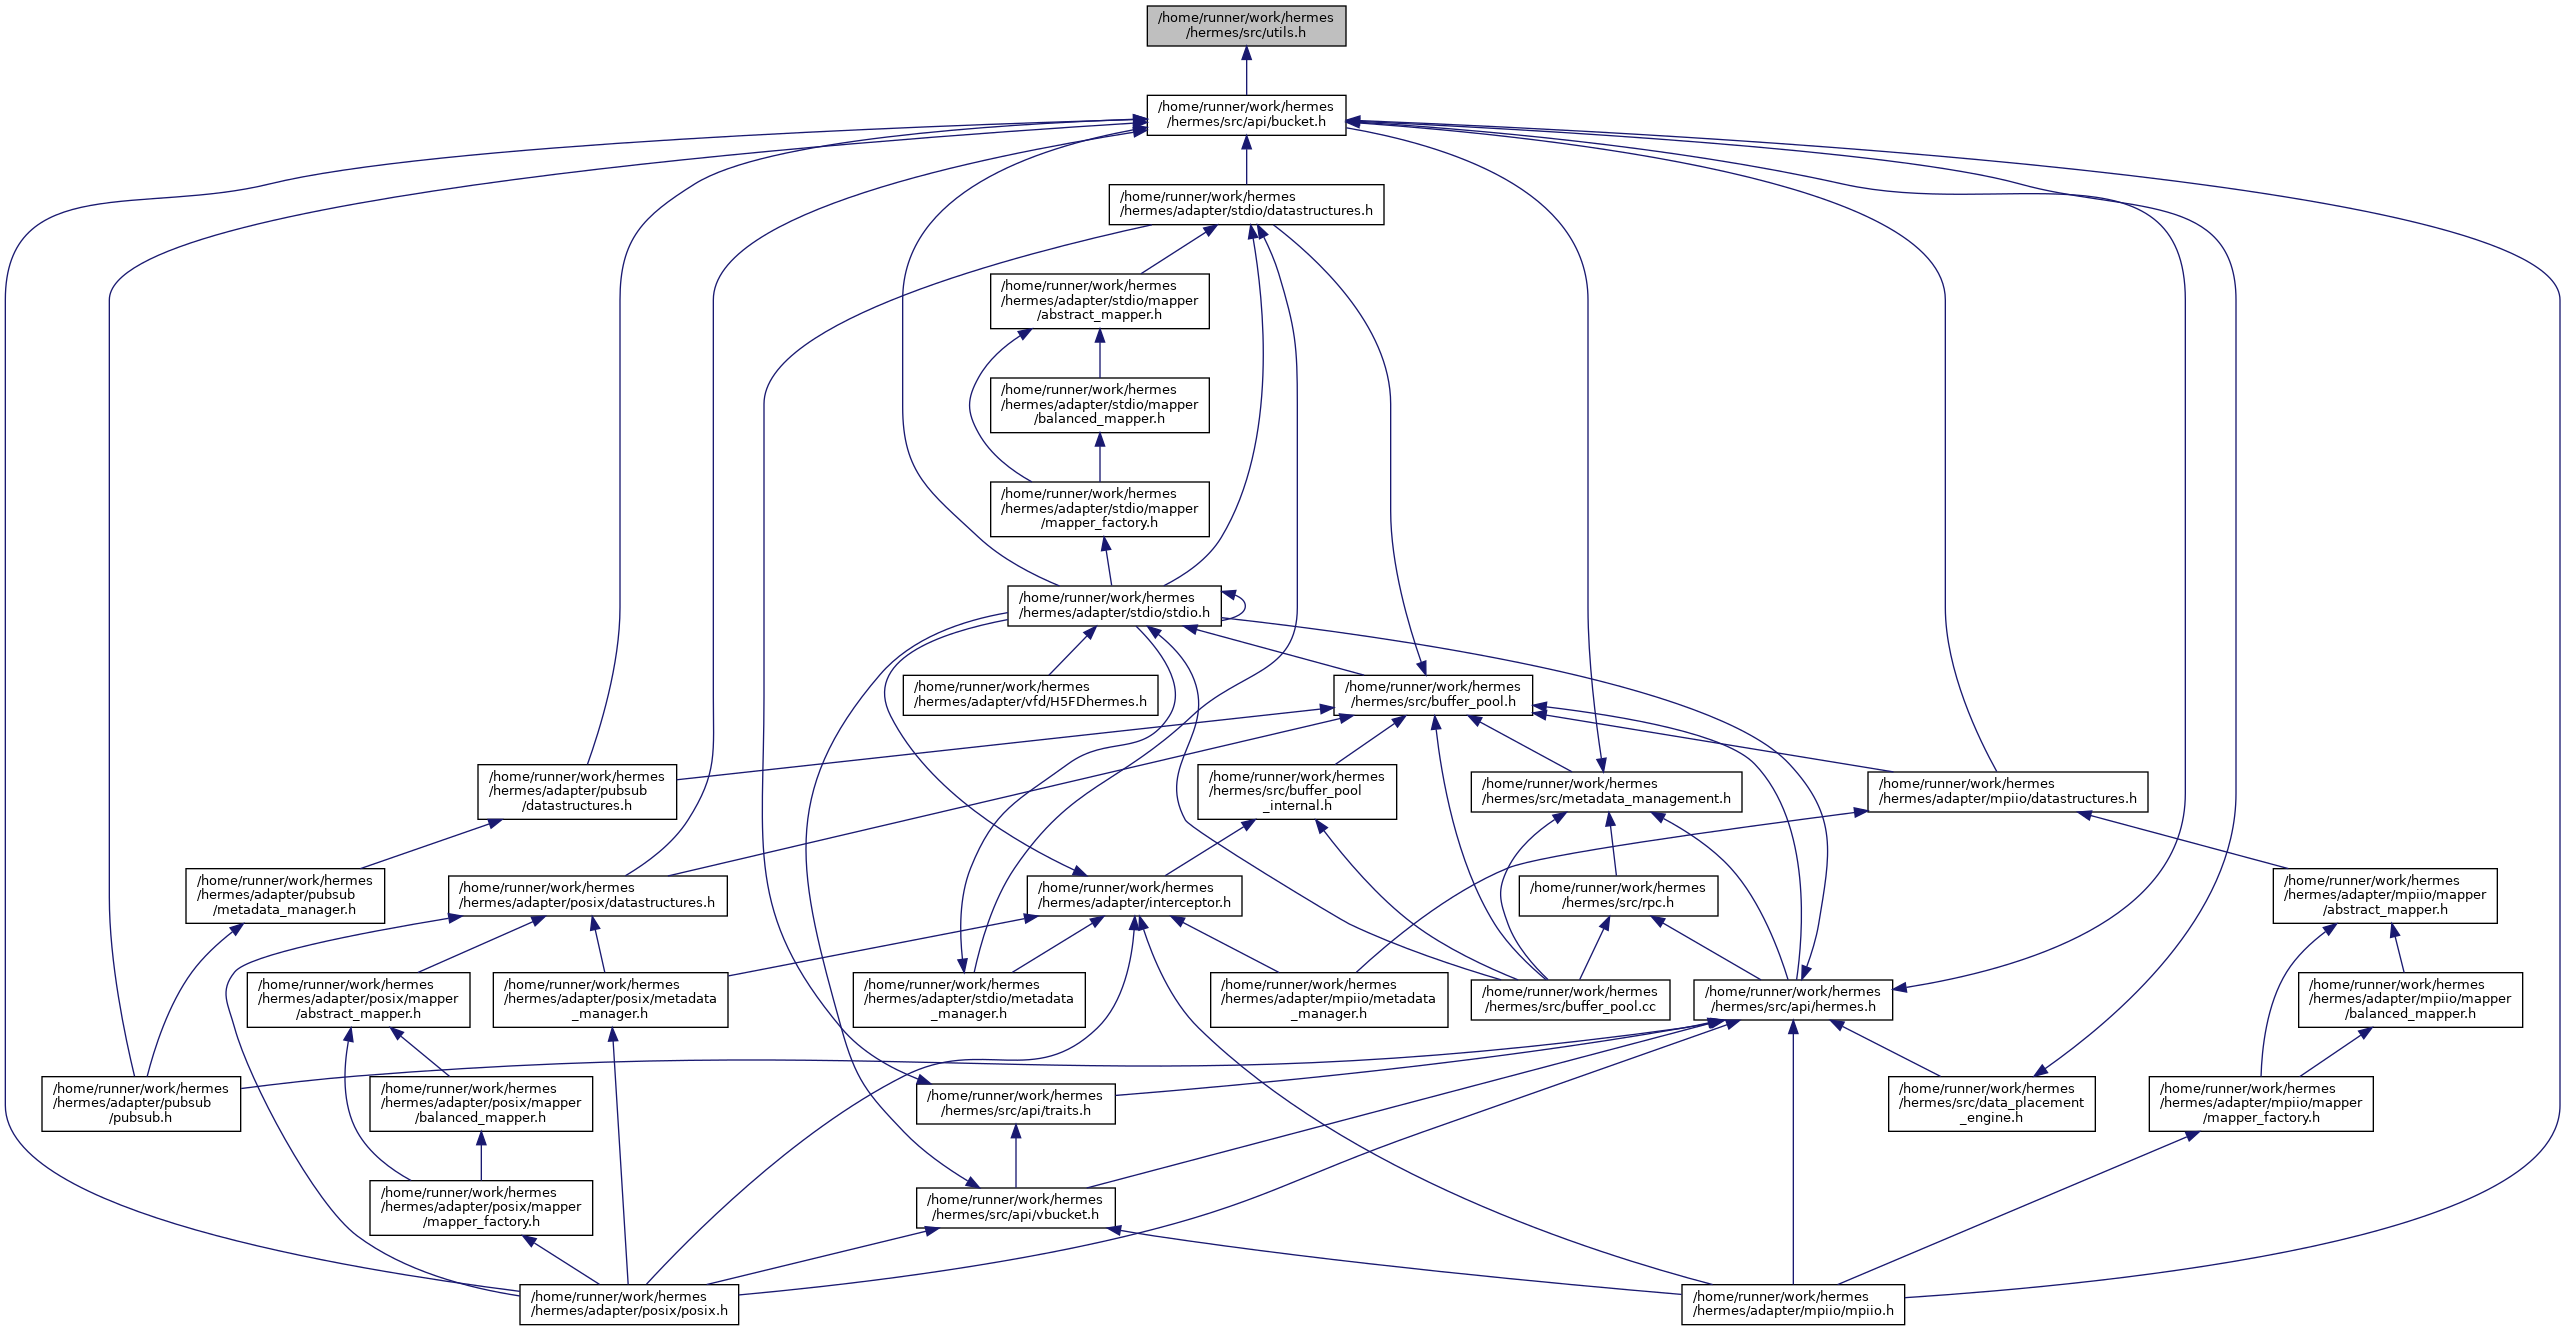 /home/runner/work/hermes
/hermes/src/utils.h
/home/runner/work/hermes
/hermes/src/api/bucket.h
/home/runner/work/hermes
/hermes/adapter/stdio/datastructures.h
/home/runner/work/hermes
/hermes/adapter/stdio/mapper
/abstract_mapper.h
/home/runner/work/hermes
/hermes/adapter/stdio/mapper
/balanced_mapper.h
/home/runner/work/hermes
/hermes/adapter/stdio/mapper
/mapper_factory.h
/home/runner/work/hermes
/hermes/adapter/stdio/stdio.h
/home/runner/work/hermes
/hermes/adapter/vfd/H5FDhermes.h
/home/runner/work/hermes
/hermes/src/buffer_pool.h
/home/runner/work/hermes
/hermes/adapter/pubsub
/datastructures.h
/home/runner/work/hermes
/hermes/src/buffer_pool
_internal.h
/home/runner/work/hermes
/hermes/src/metadata_management.h
/home/runner/work/hermes
/hermes/adapter/mpiio/datastructures.h
/home/runner/work/hermes
/hermes/adapter/pubsub
/metadata_manager.h
/home/runner/work/hermes
/hermes/adapter/posix/datastructures.h
/home/runner/work/hermes
/hermes/adapter/interceptor.h
/home/runner/work/hermes
/hermes/src/rpc.h
/home/runner/work/hermes
/hermes/adapter/mpiio/mapper
/abstract_mapper.h
/home/runner/work/hermes
/hermes/adapter/posix/mapper
/abstract_mapper.h
/home/runner/work/hermes
/hermes/adapter/posix/metadata
_manager.h
/home/runner/work/hermes
/hermes/adapter/stdio/metadata
_manager.h
/home/runner/work/hermes
/hermes/adapter/mpiio/metadata
_manager.h
/home/runner/work/hermes
/hermes/src/buffer_pool.cc
/home/runner/work/hermes
/hermes/src/api/hermes.h
/home/runner/work/hermes
/hermes/adapter/mpiio/mapper
/balanced_mapper.h
/home/runner/work/hermes
/hermes/adapter/pubsub
/pubsub.h
/home/runner/work/hermes
/hermes/adapter/posix/mapper
/balanced_mapper.h
/home/runner/work/hermes
/hermes/src/api/traits.h
/home/runner/work/hermes
/hermes/src/data_placement
_engine.h
/home/runner/work/hermes
/hermes/adapter/mpiio/mapper
/mapper_factory.h
/home/runner/work/hermes
/hermes/adapter/posix/mapper
/mapper_factory.h
/home/runner/work/hermes
/hermes/src/api/vbucket.h
/home/runner/work/hermes
/hermes/adapter/posix/posix.h
/home/runner/work/hermes
/hermes/adapter/mpiio/mpiio.h